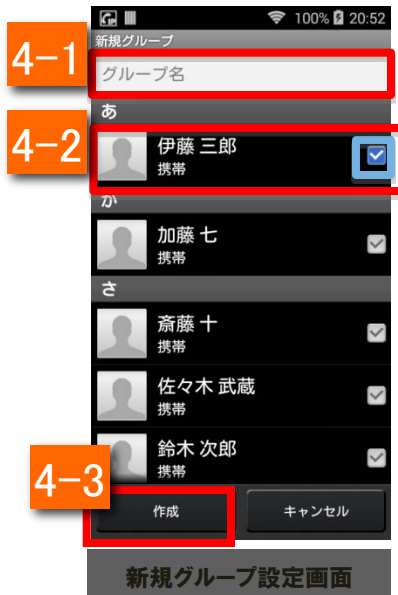 100% 20:52
新規グループ
4-1
グループ名
あ
4-2
伊藤 三郎
携帯
か
加藤 七
携帯
さ
斎藤 十
携帯
佐々木 武蔵
携帯
鈴木 次郎
携帯
4-3
作成
キャンセル
新規グループ設定画面